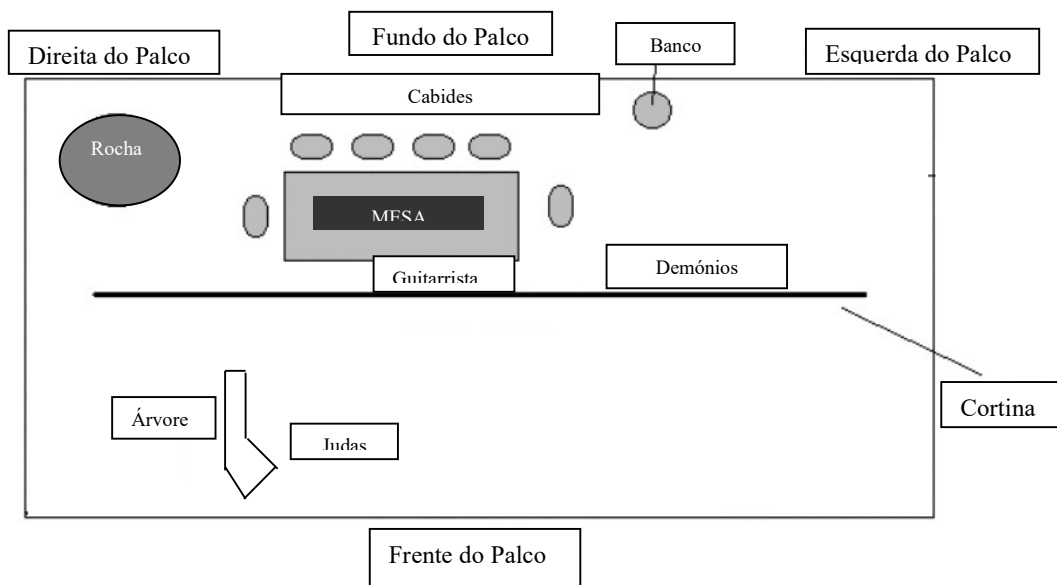 Fundo do Palco
Banco
Direita do Palco
Esquerda do Palco
Cabides
Rocha
MESA
Guitarrista
Demónios
Cortina
Árvore
Judas
Frente do Palco